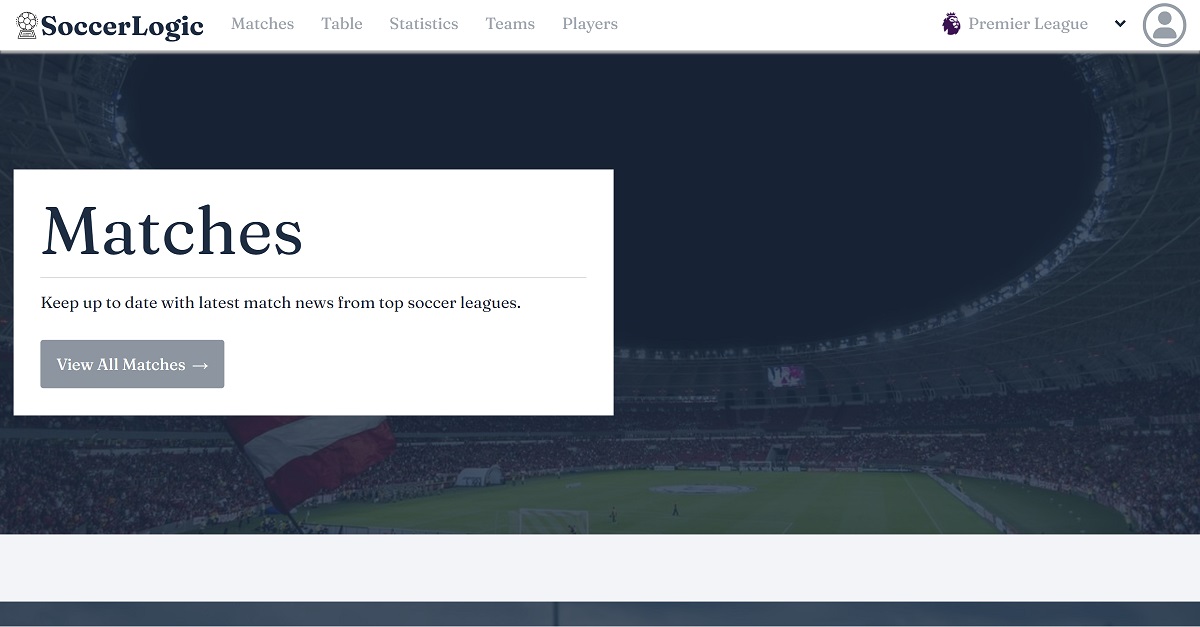 SoccerLogic Matches Table Statistics Teams Players Premier League
Matches
Keep up to date with latest match news from top soccer leagues.
View All Matches →